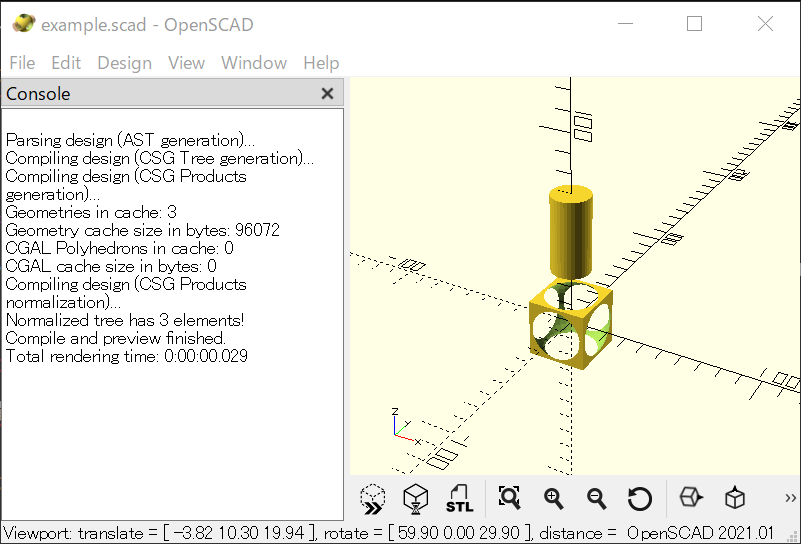 example.scad - OpenSCAD
File Edit Design View Window Help
Console
Parsing design (AST generation)...
Compiling design (CSG Tree generation)...
Compiling design (CSG Products
generation)...
Geometries in cache: 3
Geometry cache size in bytes: 96072
CGAL Polyhedrons in cache: 0
CGAL cache size in bytes: 0
Compiling design (CSG Products
normalization)...
Normalized tree has 3 elements!
Compile and preview finished.
Total rendering time: 0:00:00.029
z
x
STL
»
Viewport: translate = [ -3.82 10.30 19.94 ], rotate = [ 59.90 0.00 29.90 ], distance = OpenSCAD 2021.01